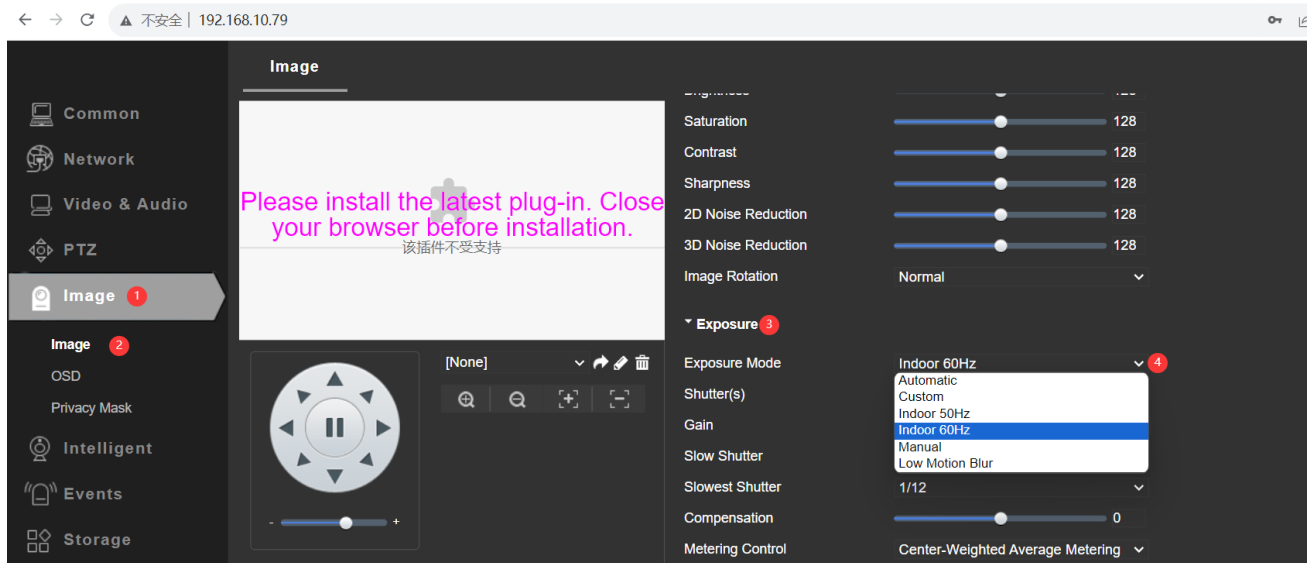 不安全 | 192.168.10.79
Image
Common
Network
Video & Audio
PTZ
Image 1
Image 2
OSD
Privacy Mask
Intelligent
Events
Storage
Please install the latest plug-in. Close
your browser before installation.
该插件不受支持
[None]
- +
Saturation 128
Contrast 128
Sharpness 128
2D Noise Reduction 128
3D Noise Reduction 128
Image Rotation Normal
Exposure 3
Exposure Mode Indoor 60Hz 4
Automatic
Custom
Indoor 50Hz
Indoor 60Hz
Manual
Low Motion Blur
Shutter(s)
Gain
Slow Shutter
Slowest Shutter 1/12
Compensation 0
Metering Control Center-Weighted Average Metering